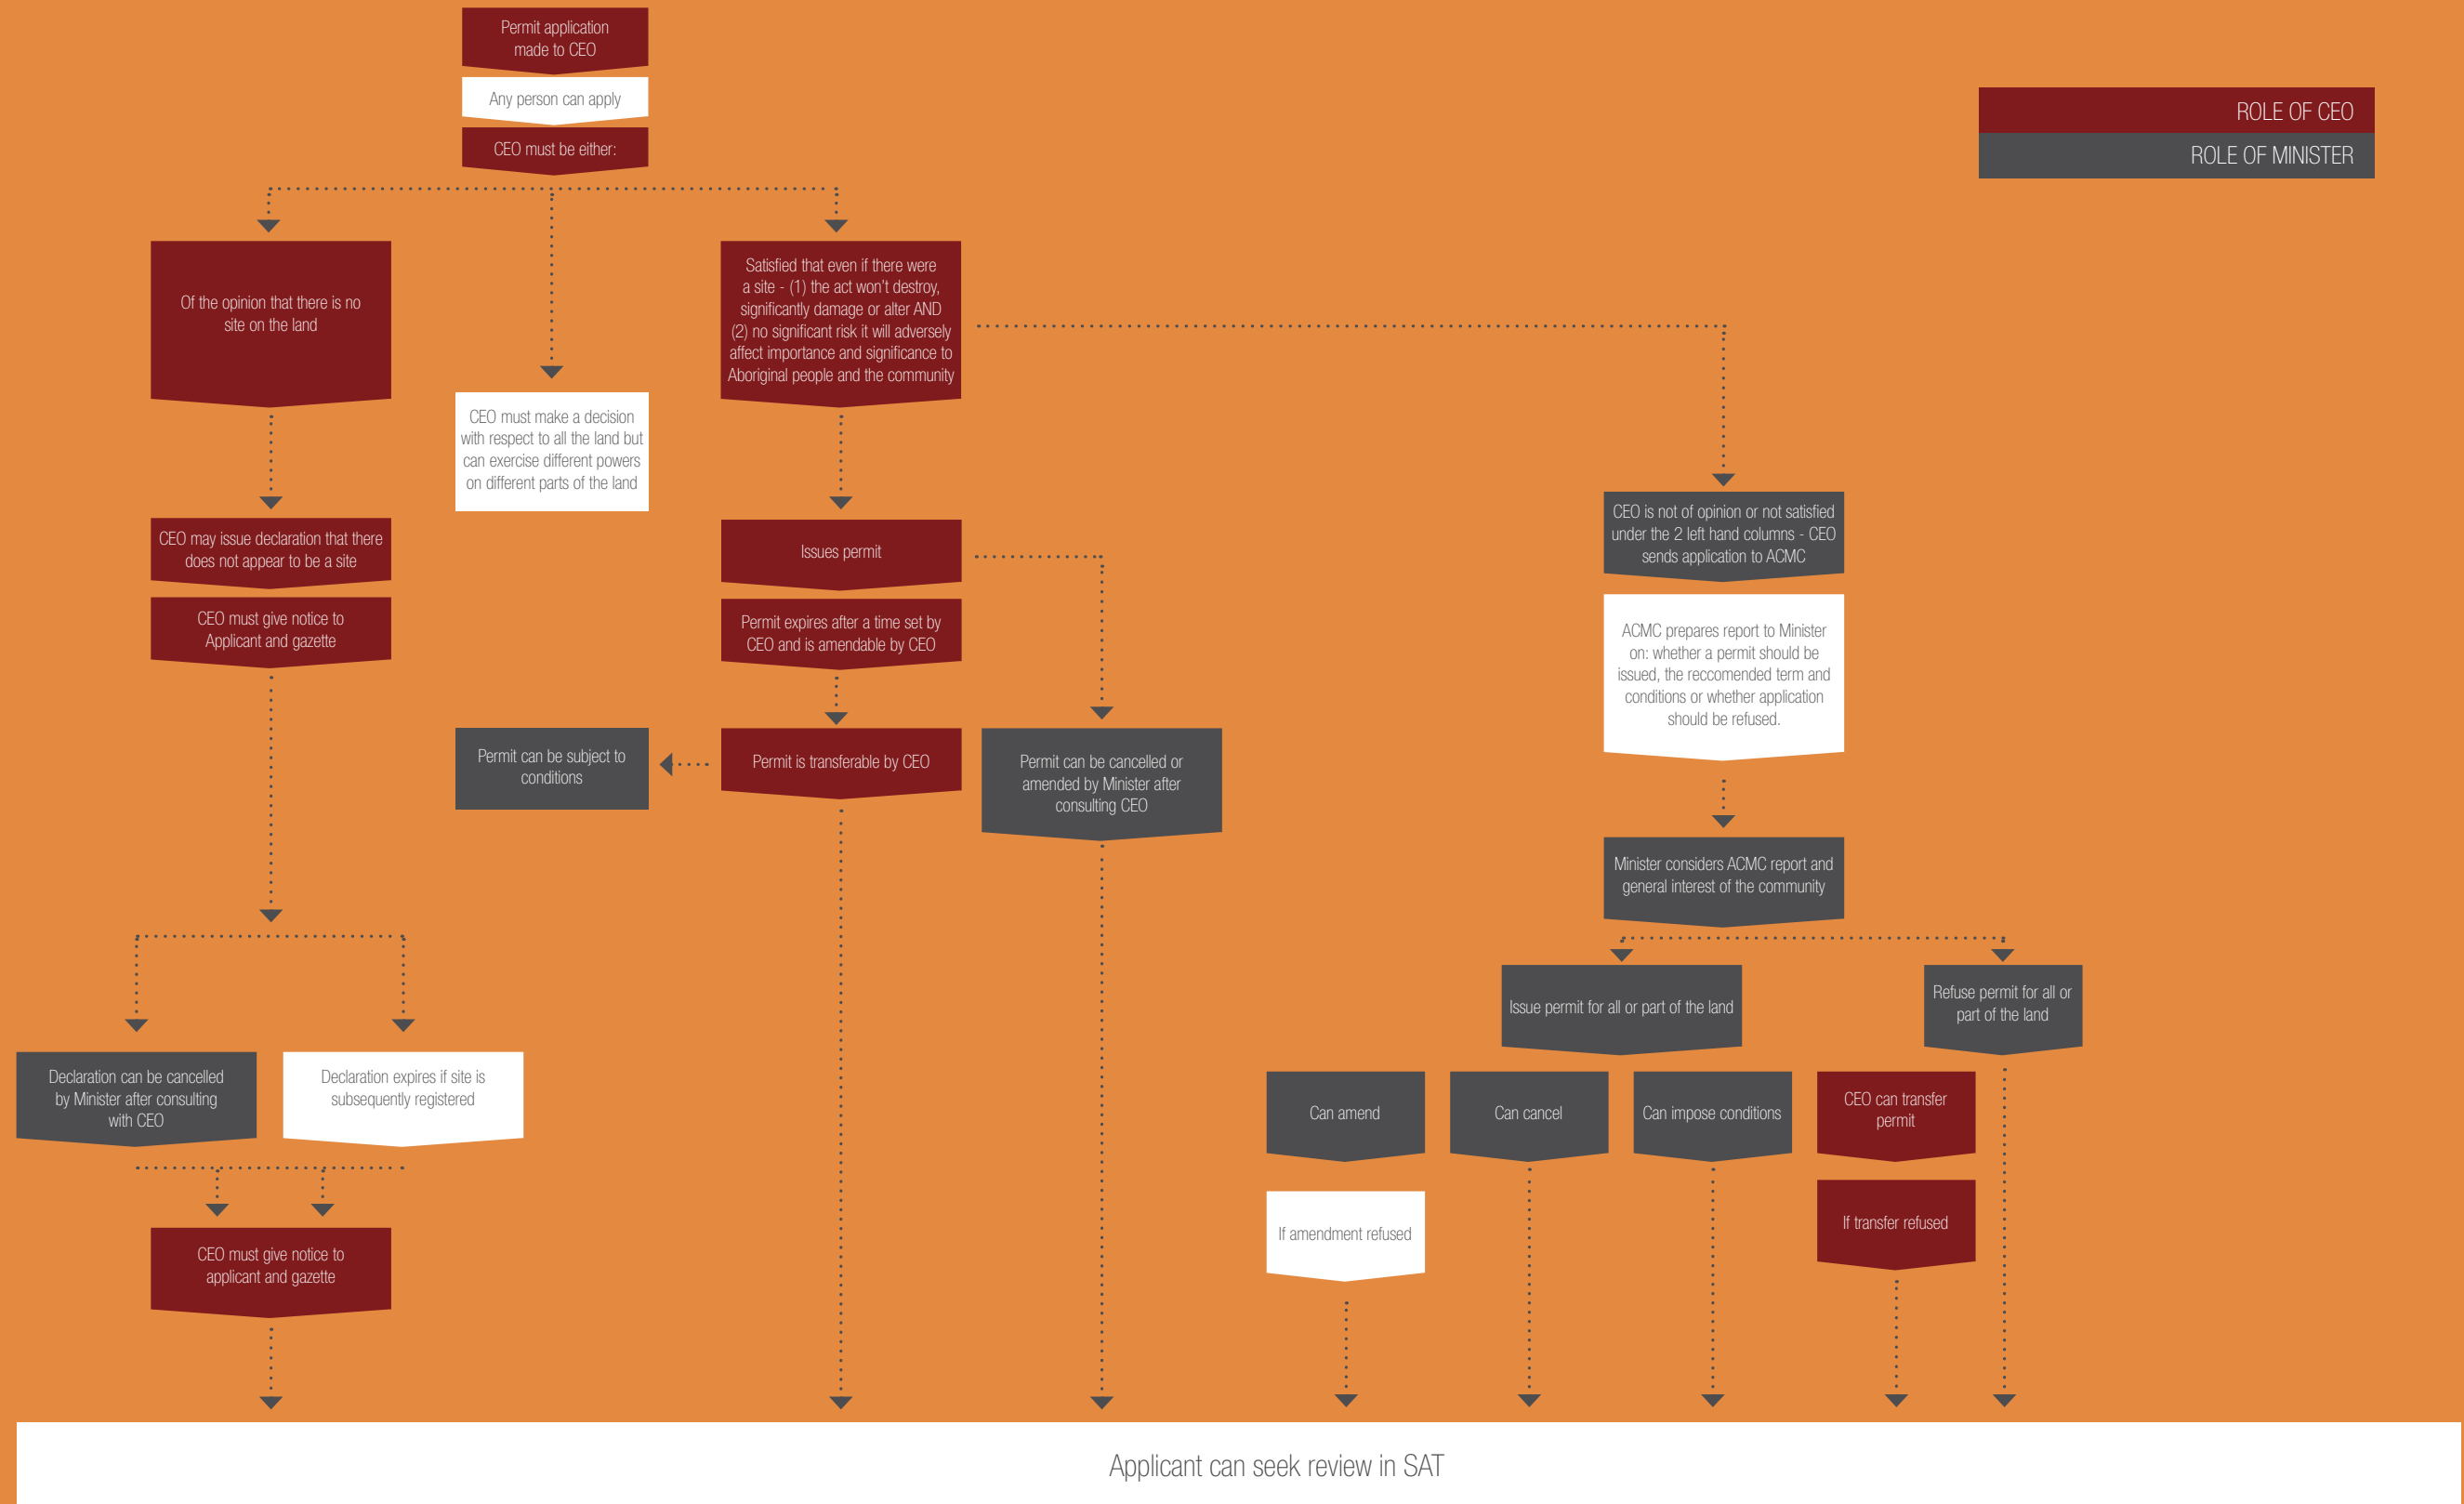 Permit application
made to CEO
Any person can apply
CEO must be either:
ROLE OF CEO
ROLE OF MINISTER
Of the opinion that there is no
site on the land
CEO must make a decision
with respect to all the land but
can exercise different powers
on different parts of the land
Satisfied that even if there were
a site - (1) the act won't destroy,
significantly damage or alter AND
(2) no significant risk it will adversely
affect importance and significance to
Aboriginal people and the community
CEO may issue declaration that there
does not appear to be a site
CEO must give notice to
Applicant and gazette
Issues permit
Permit expires after a time set by
CEO and is amendable by CEO
Permit can be subject to
conditions
Permit is transferable by CEO
Permit can be cancelled or
amended by Minister after
consulting CEO
CEO is not of opinion or not satisfied
under the 2 left hand columns - CEO
sends application to ACMC
ACMC prepares report to Minister
on: whether a permit should be
issued, the reccomended term and
conditions or whether application
should be refused.
Minister considers ACMC report and
general interest of the community
Issue permit for all or part of the land
Refuse permit for all or
part of the land
Declaration can be cancelled
by Minister after consulting
with CEO
Declaration expires if site is
subsequently registered
Can amend
Can cancel
Can impose conditions
CEO can transfer
permit
CEO must give notice to
applicant and gazette
If amendment refused
If transfer refused
Applicant can seek review in SAT